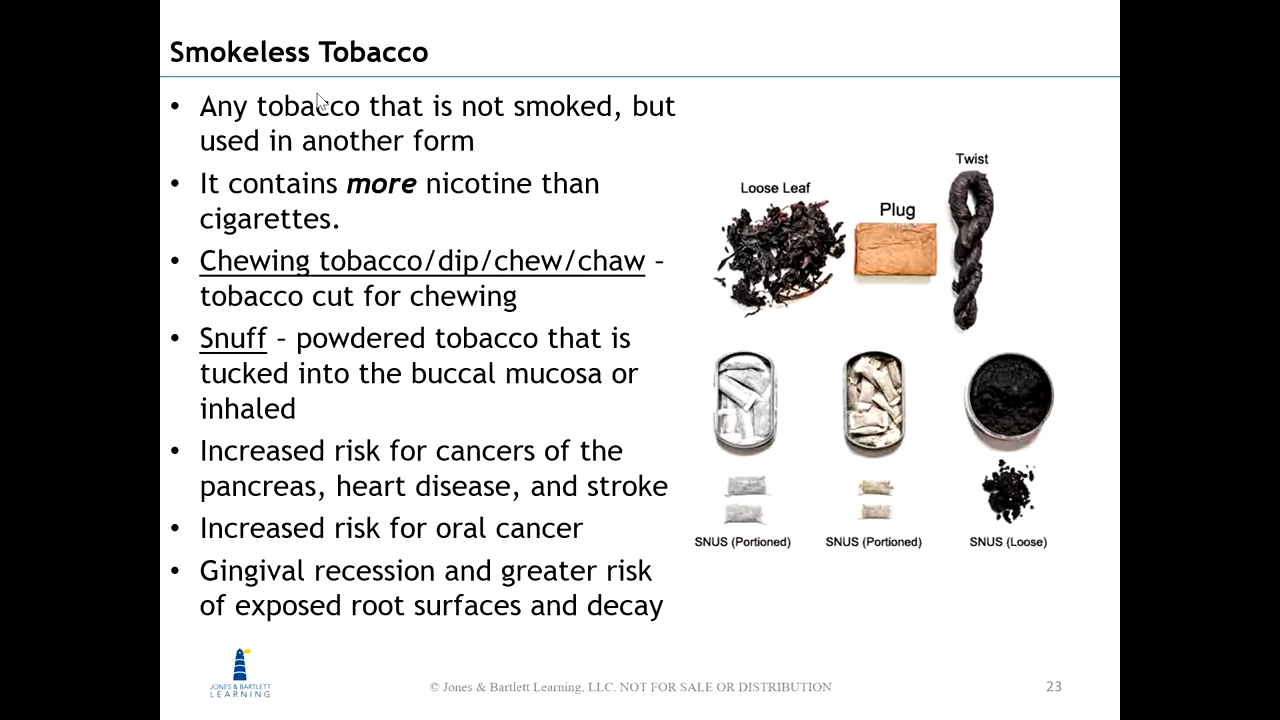 Smokeless Tobacco
• Any tobacco that is not smoked, but
used in another form
• It contains more nicotine than
cigarettes.
• Chewing tobacco/dip/chew/chaw –
tobacco cut for chewing
• Snuff – powdered tobacco that is
tucked into the buccal mucosa or
inhaled
• Increased risk for cancers of the
pancreas, heart disease, and stroke
• Increased risk for oral cancer
• Gingival recession and greater risk
of exposed root surfaces and decay
Loose Leaf
Plug
Twist
SNUS (Portioned)
SNUS (Portioned)
SNUS (Loose)
JONES & BARTLETT
LEARNING
© Jones & Bartlett Learning, LLC. NOT FOR SALE OR DISTRIBUTION
23